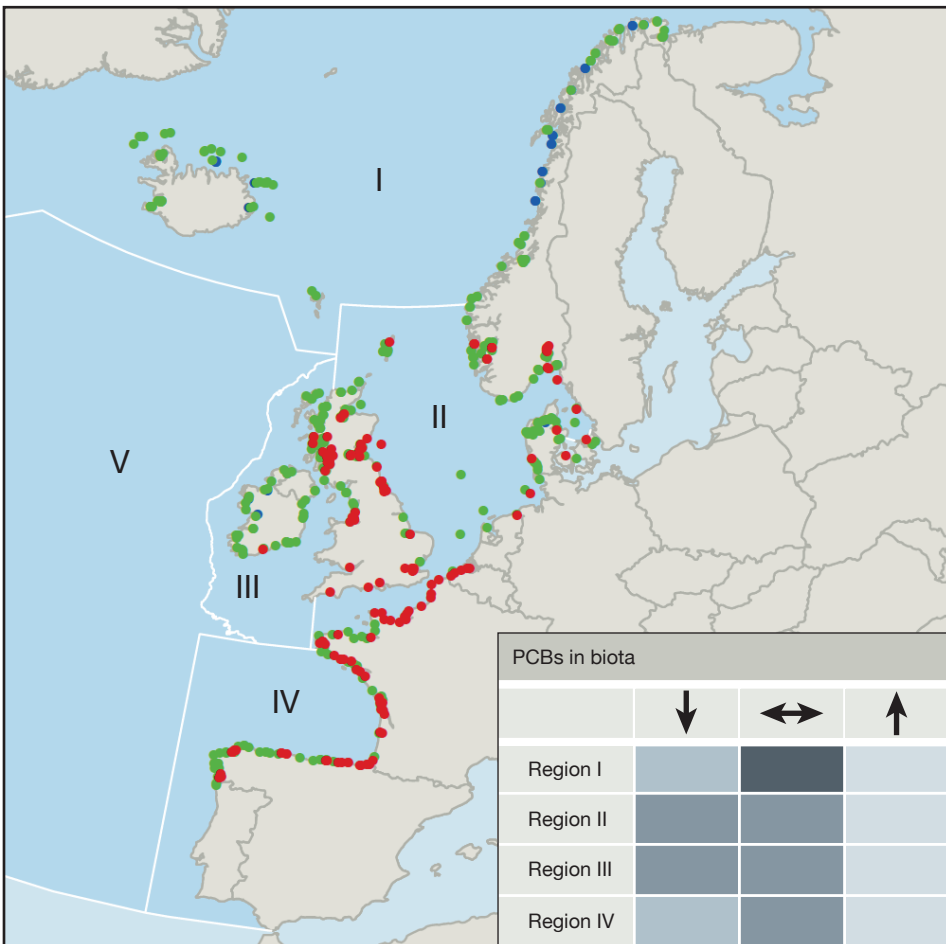 I
II
V
III
IV
PCBs in biota
↓ ↔ ↑
Region I
Region II
Region III
Region IV